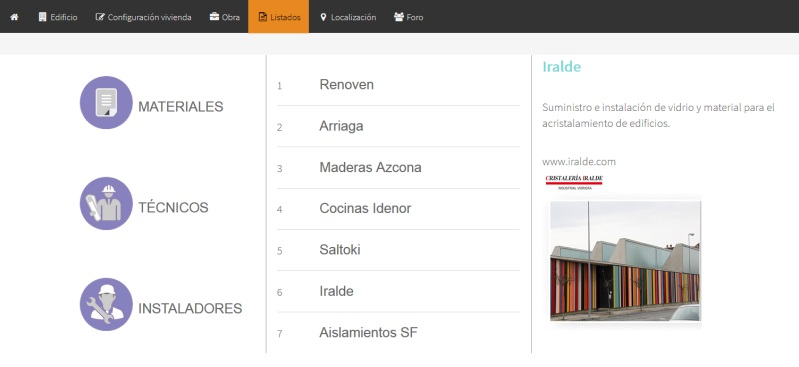 Edificio
Configuración vivienda
Obra
Listados
Localización
Foro
MATERIALES
TÉCNICOS
INSTALADORES
1 Renoven
2 Arriaga
3 Maderas Azcona
4 Cocinas Idenor
5 Saltoki
6 Iralde
7 Aislamientos SF
Iralde
Suministro e instalación de vidrio y material para el
acristalamiento de edificios.
www.iralde.com
CRISTALERÍA IRALDE
INDUSTRIAL VIDRIERA